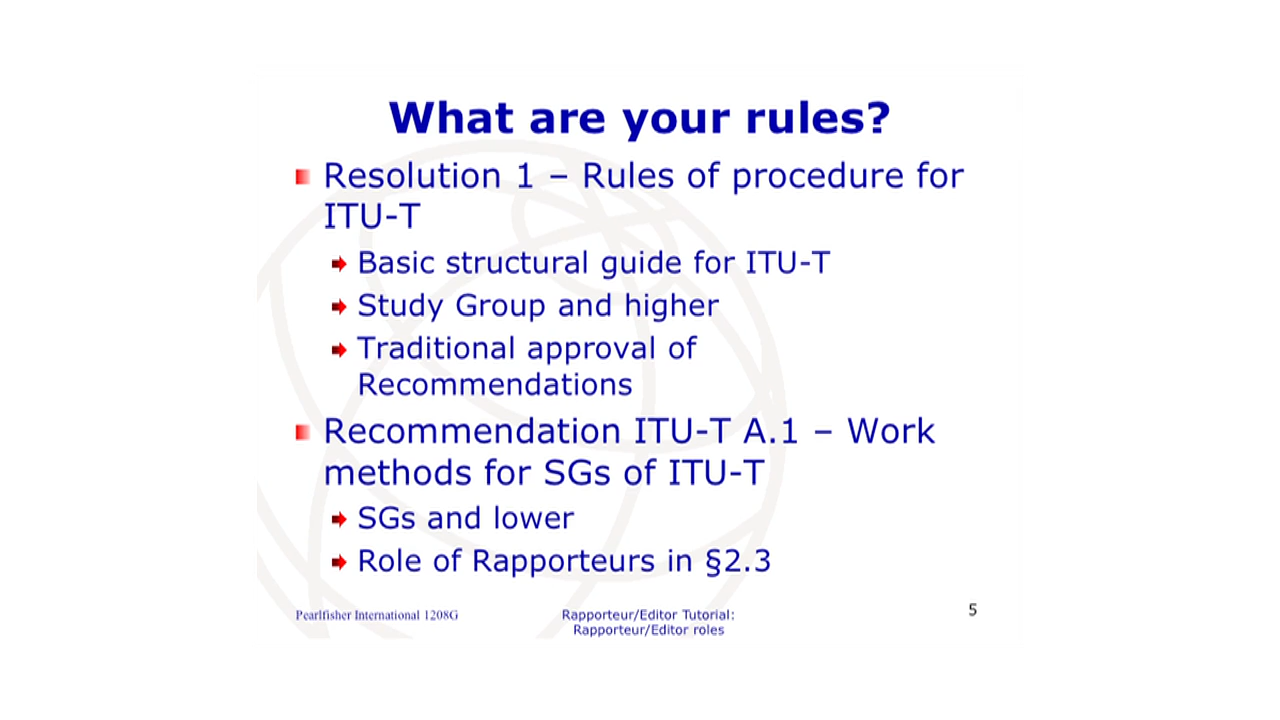 What are your rules?
Resolution 1 – Rules of procedure for
ITU-T
Basic structural guide for ITU-T
Study Group and higher
Traditional approval of
Recommendations
Recommendation ITU-T A.1 – Work
methods for SGs of ITU-T
SGs and lower
Role of Rapporteurs in §2.3
Pearlfisher International 1208G
Rapporteur/Editor Tutorial:
Rapporteur/Editor roles
5